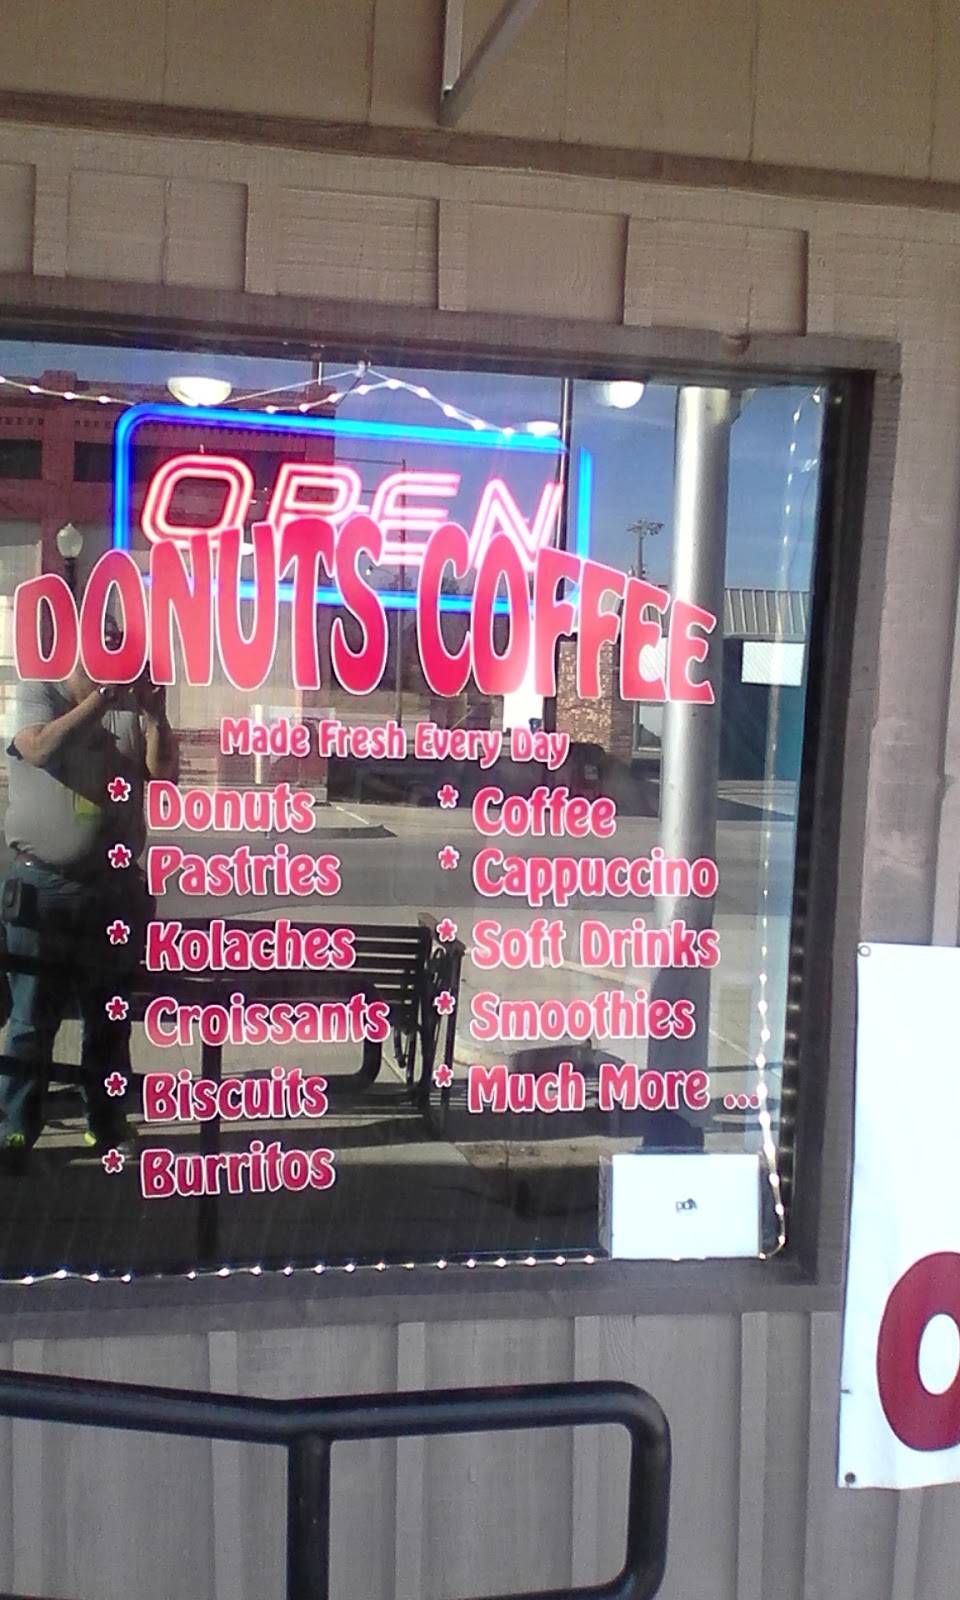 OPEN
DONUTS COFFEE
Made Fresh Every Day
* Donuts
* Pastries
* Kolaches
* Croissants
* Biscuits
* Burritos
* Coffee
* Cappuccino
* Soft Drinks
* Smoothies
* Much More ...
O